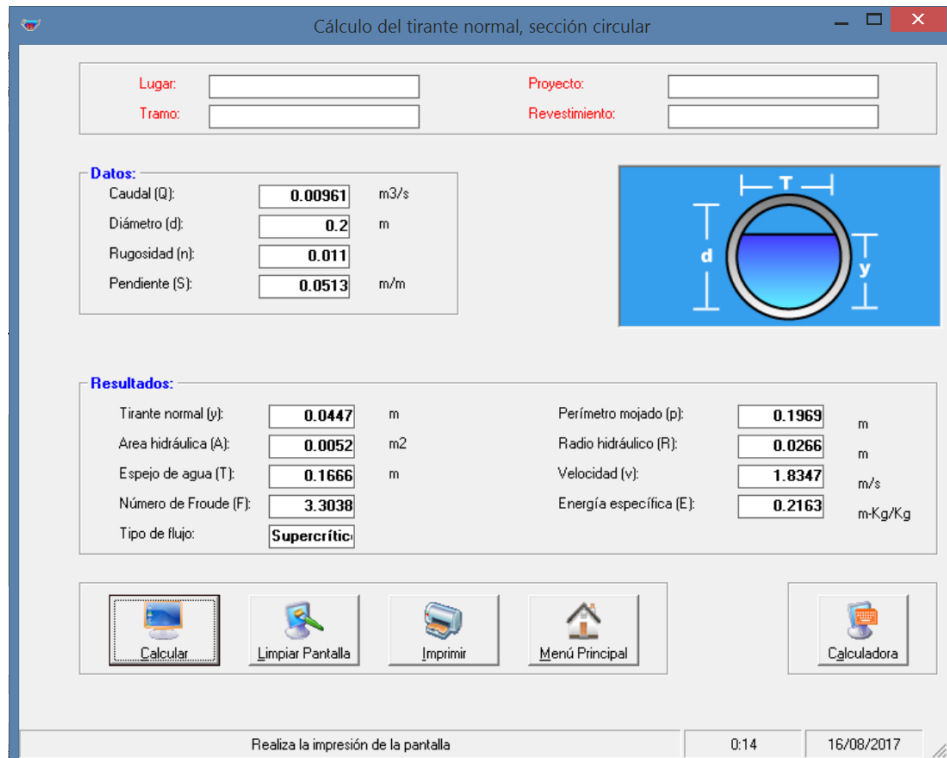 Cálculo del tirante normal, sección circular
Lugar: Proyecto:
Tramo: Revestimiento:
Datos:
Caudal (Q): 0.00961 m3/s
Diámetro (d): 0.2 m
Rugosidad (n): 0.011
Pendiente (S): 0.0513 m/m
T
d
y
Resultados:
Tirante normal (y): 0.0447 m Perímetro mojado (p): 0.1969 m
Area hidráulica (A): 0.0052 m2 Radio hidráulico (R): 0.0266 m
Espejo de agua (T): 0.1666 m Velocidad (v): 1.8347 m/s
Número de Froude (F): 3.3038 Energía específica (E): 0.2163 m-Kg/Kg
Tipo de flujo: Supercrític
Calcular Limpiar Pantalla Imprimir Menú Principal Calculadora
Realiza la impresión de la pantalla 0:14 16/08/2017